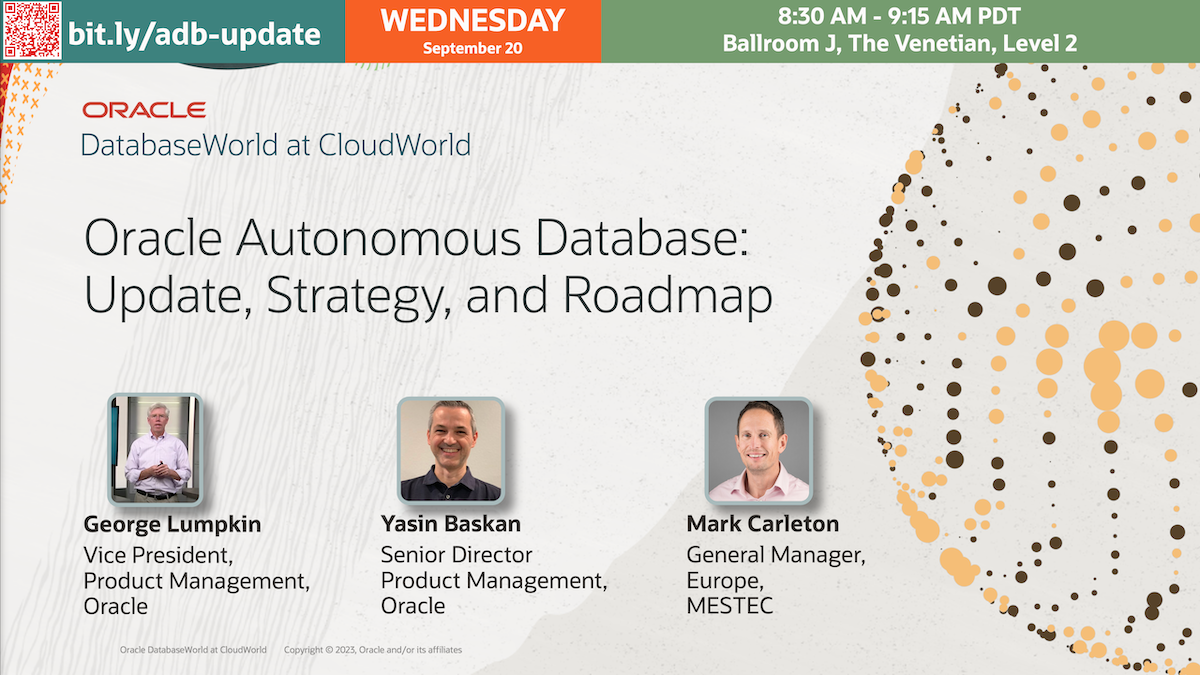 bit.ly/adb-update
WEDNESDAY
September 20
8:30 AM - 9:15 AM PDT
Ballroom J, The Venetian, Level 2
ORACLE
DatabaseWorld at CloudWorld
Oracle Autonomous Database:
Update, Strategy, and Roadmap
George Lumpkin
Vice President,
Product Management,
Oracle
Yasin Baskan
Senior Director
Product Management,
Oracle
Mark Carleton
General Manager,
Europe,
MESTEC
Oracle DatabaseWorld at CloudWorld Copyright © 2023, Oracle and/or its affiliates